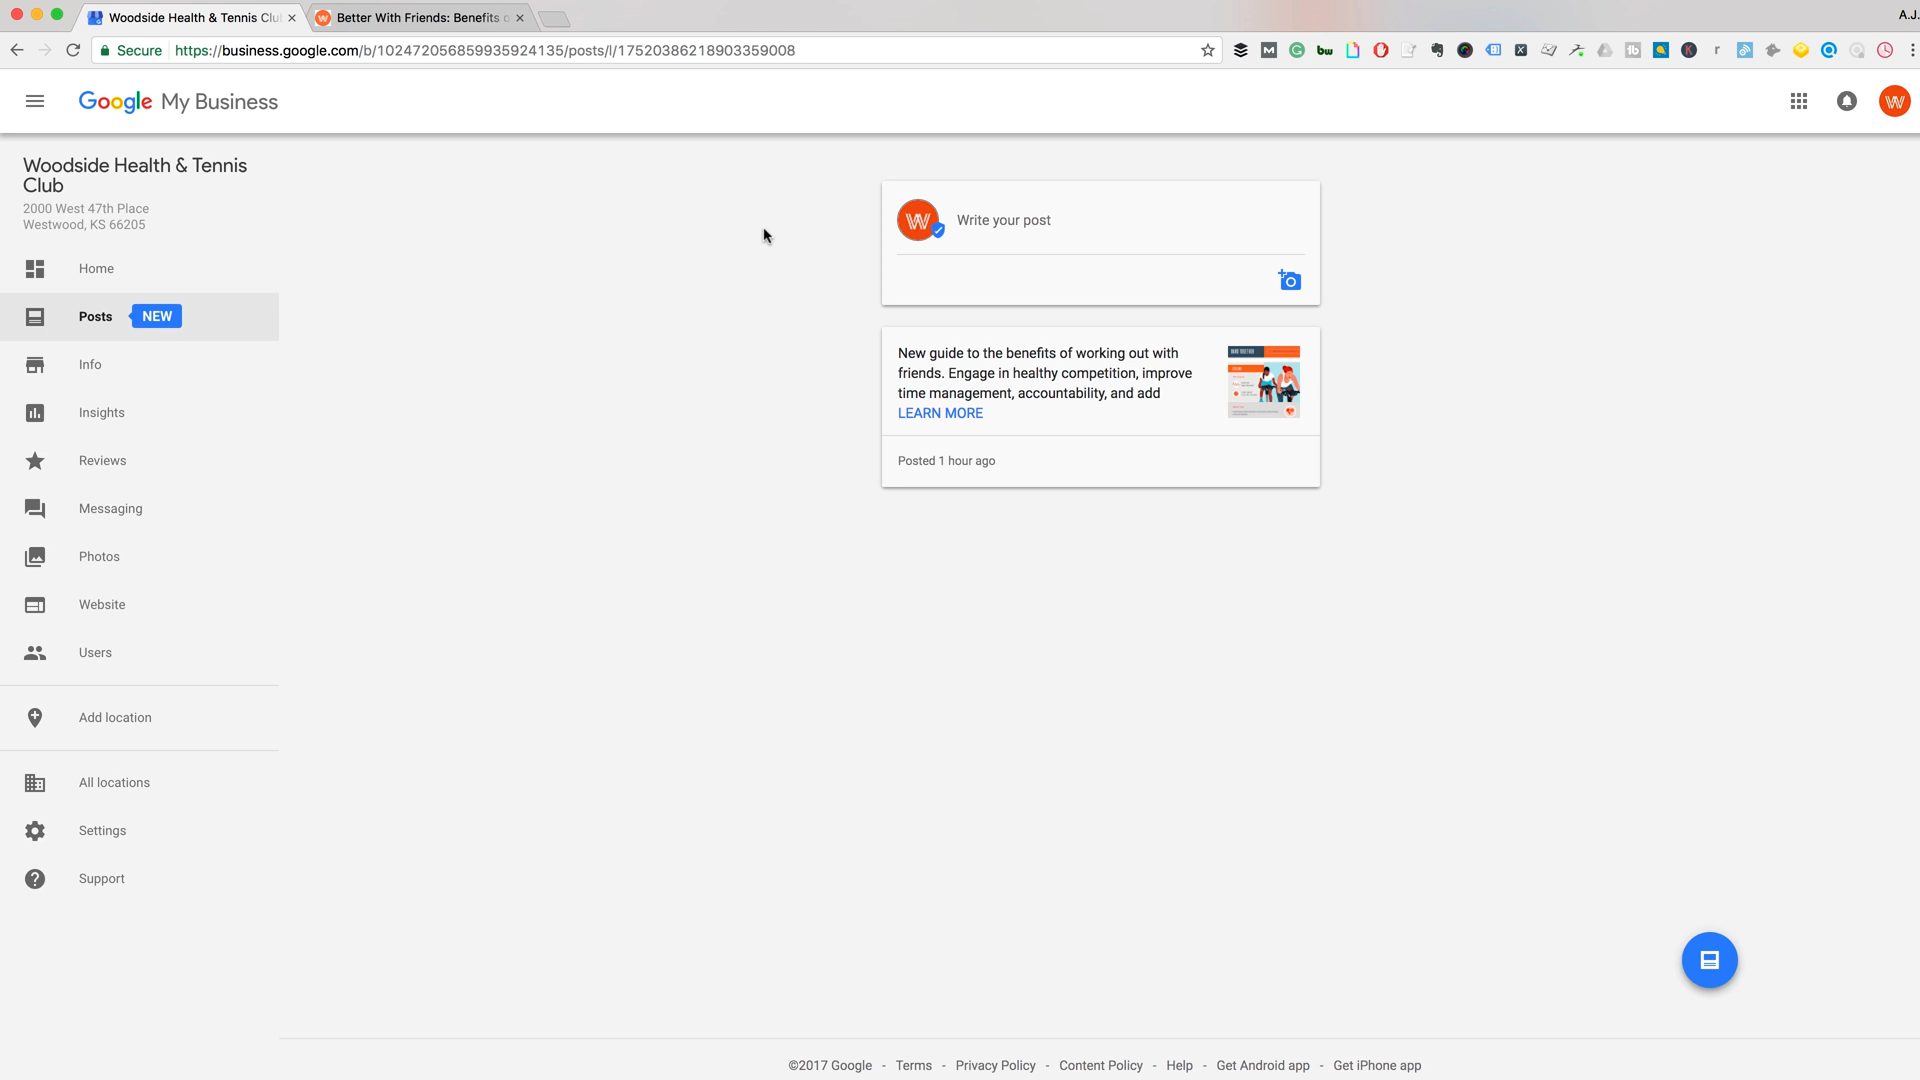 Woodside Health & Tennis Clu
Better With Friends: Benefits o
A.J.
Secure
https://business.google.com/b/102472056859935924135/posts/l/17520386218903359008
Google My Business
W
Woodside Health & Tennis
Club
2000 West 47th Place
Westwood, KS 66205
Home
Posts
NEW
Info
Insights
Reviews
Messaging
Photos
Website
Users
Add location
All locations
Settings
Support
W
Write your post
New guide to the benefits of working out with
friends. Engage in healthy competition, improve
time management, accountability, and add
LEARN MORE
Posted 1 hour ago
©2017 Google - Terms - Privacy Policy - Content Policy - Help - Get Android app - Get iPhone app